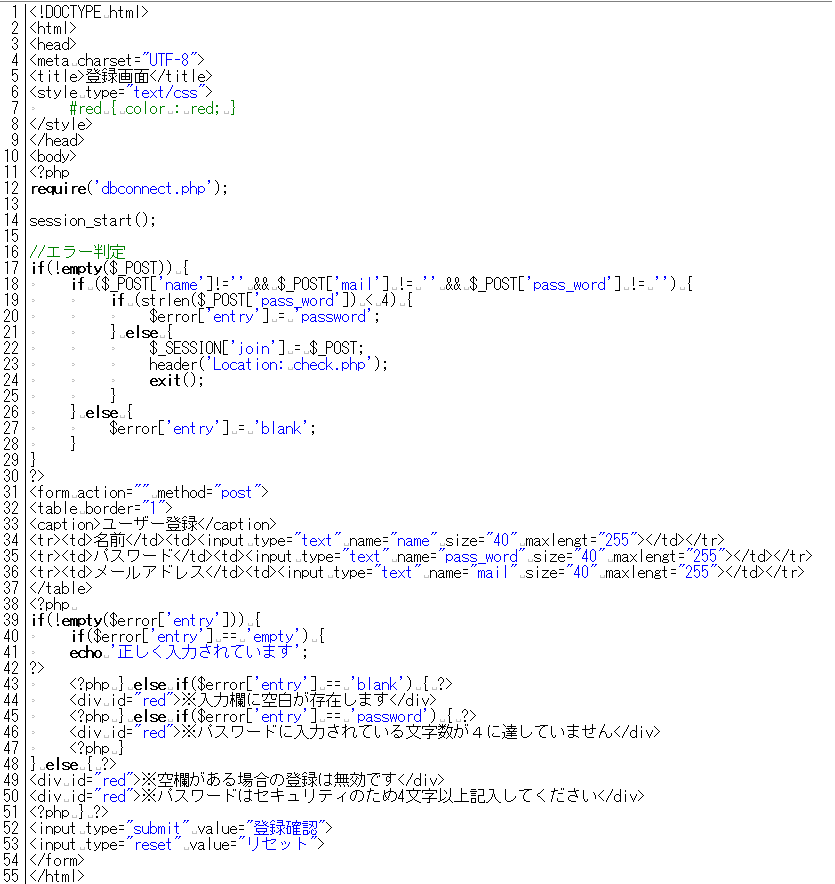 1 <!DOCTYPE html>
2 <html>
3 <head>
4 <meta charset="UTF-8">
5 <title>登録画面</title>
6 <style type="text/css">
7     #red { color : red; }
8 </style>
9 </head>
10 <body>
11 <?php
12 require('dbconnect.php');
13
14 session_start();
15
16 //エラー判定
17 if(!empty($_POST)) {
18     if ($_POST['name']!='' && $_POST['mail'] != '' && $_POST['pass_word'] != '') {
19         if (strlen($_POST['pass_word']) < 4) {
20             $error['entry'] = 'password';
21         } else {
22             $_SESSION['join'] = $_POST;
23             header('Location: check.php');
24             exit();
25         }
26     } else {
27         $error['entry'] = 'blank';
28     }
29 }
30 ?>
31 <form action="" method="post">
32 <table border="1">
33 <caption>ユーザー登録</caption>
34 <tr><td>名前</td><td><input type="text" name="name" size="40" maxlengt="255"></td></tr>
35 <tr><td>パスワード</td><td><input type="text" name="pass_word" size="40" maxlengt="255"></td></tr>
36 <tr><td>メールアドレス</td><td><input type="text" name="mail" size="40" maxlengt="255"></td></tr>
37 </table>
38 <?php
39 if(!empty($error['entry'])) {
40     if($error['entry'] == 'empty') {
41     echo '正しく入力されています';
42 ?>
43     <?php } else if($error['entry'] == 'blank') { ?>
44     <div id="red">※入力欄に空白が存在します</div>
45     <?php } else if($error['entry'] == 'password') { ?>
46     <div id="red">※パスワードに入力されている文字数が４に達していません</div>
47     <?php }
48 } else { ?>
49 <div id="red">※空欄がある場合の登録は無効です</div>
50 <div id="red">※パスワードはセキュリティのため4文字以上記入してください</div>
51 <?php } ?>
52 <input type="submit" value="登録確認">
53 <input type="reset" value="リセット">
54 </form>
55 </html>